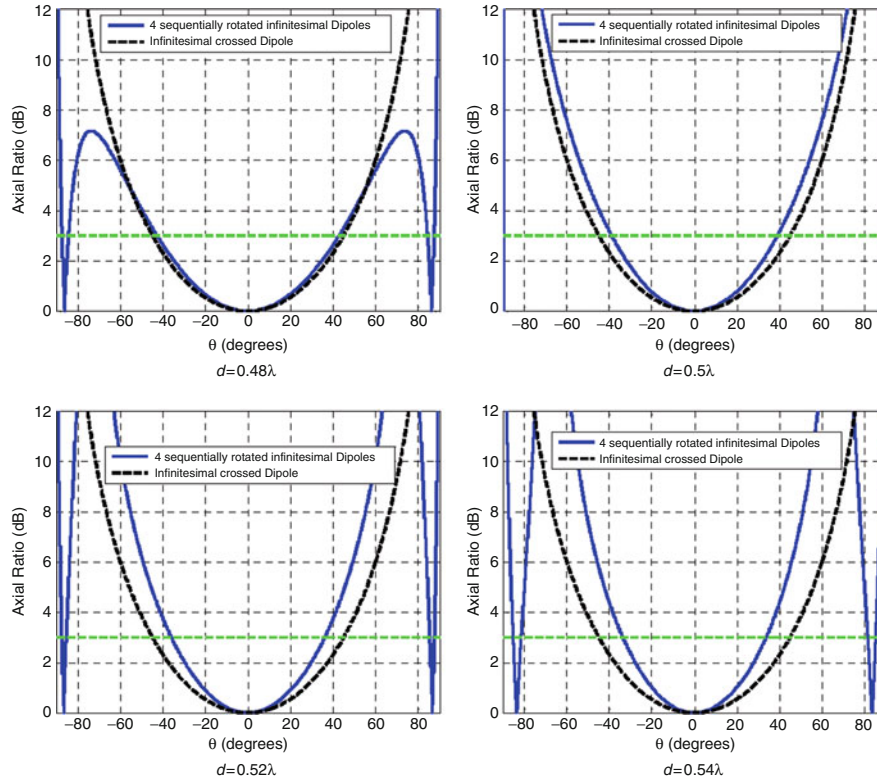 12
10
8
6
4
2
0
Axial Ratio (dB)
4 sequentially rotated infinitesimal Dipoles
Infinitesimal crossed Dipole
−80 −60 −40 −20 0 20 40 60 80
θ (degrees)
d=0.48λ
12
10
8
6
4
2
0
Axial Ratio (dB)
4 sequentially rotated infinitesimal Dipoles
Infinitesimal crossed Dipole
−80 −60 −40 −20 0 20 40 60 80
θ (degrees)
d=0.5λ
12
10
8
6
4
2
0
Axial Ratio (dB)
4 sequentially rotated infinitesimal Dipoles
Infinitesimal crossed Dipole
−80 −60 −40 −20 0 20 40 60 80
θ (degrees)
d=0.52λ
12
10
8
6
4
2
0
Axial Ratio (dB)
4 sequentially rotated infinitesimal Dipoles
Infinitesimal crossed Dipole
−80 −60 −40 −20 0 20 40 60 80
θ (degrees)
d=0.54λ